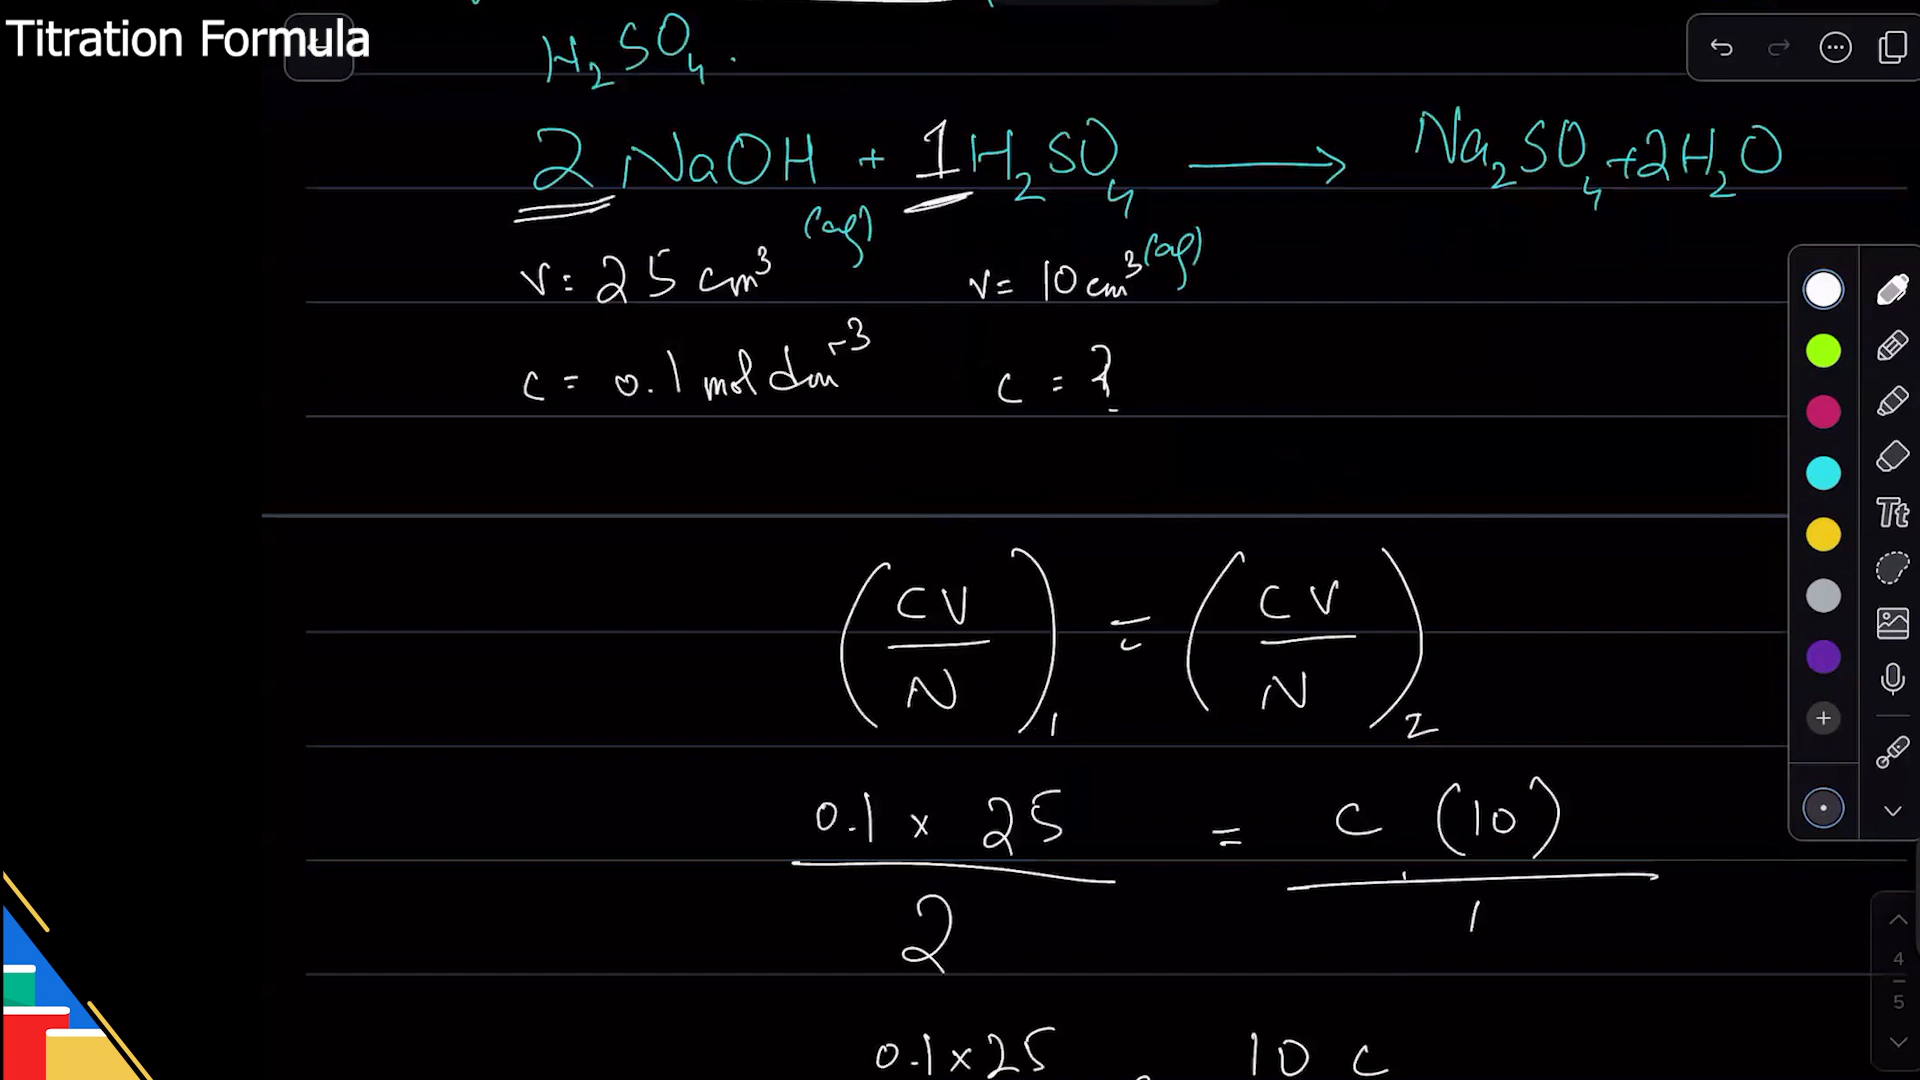 Titration Formula
H₂SO₄.
2 NaOH + 1 H₂SO₄ ⟶ Na₂SO₄ + 2H₂O
(aq) (aq)
V = 25 cm³ V = 10 cm³
C = 0.1 mol dm⁻³ C = ?
(CV/N)₁ = (CV/N)₂
0.1 × 25 = C (10)
2 1
0.1 × 25 10 C
Tt
4
5